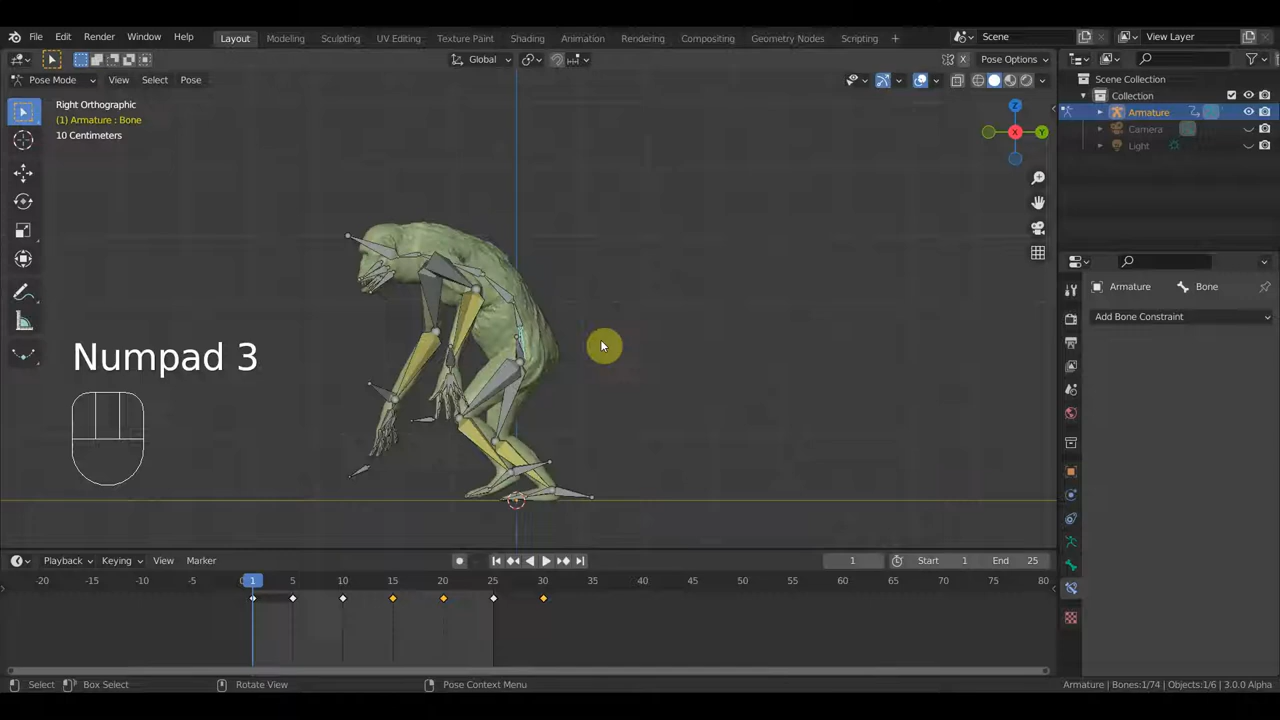 File Edit Render Window Help Layout Modeling Sculpting UV Editing Texture Paint Shading Animation Rendering Compositing Geometry Nodes Scripting + Scene View Layer
Global X Pose Options
Pose Mode View Select Pose
Right Orthographic
(1) Armature : Bone
10 Centimeters
Z
X
Y
Scene Collection
Collection
Armature
Camera
Light
Armature Bone
Add Bone Constraint
Numpad 3
Playback Keying View Marker 1 Start 1 End 25
-20 -15 -10 -5 0 1 5 10 15 20 25 30 35 40 45 50 55 60 65 70 75 80
Select Box Select Rotate View Pose Context Menu Armature | Bones:1/74 | Objects:1/6 | 3.0.0 Alpha